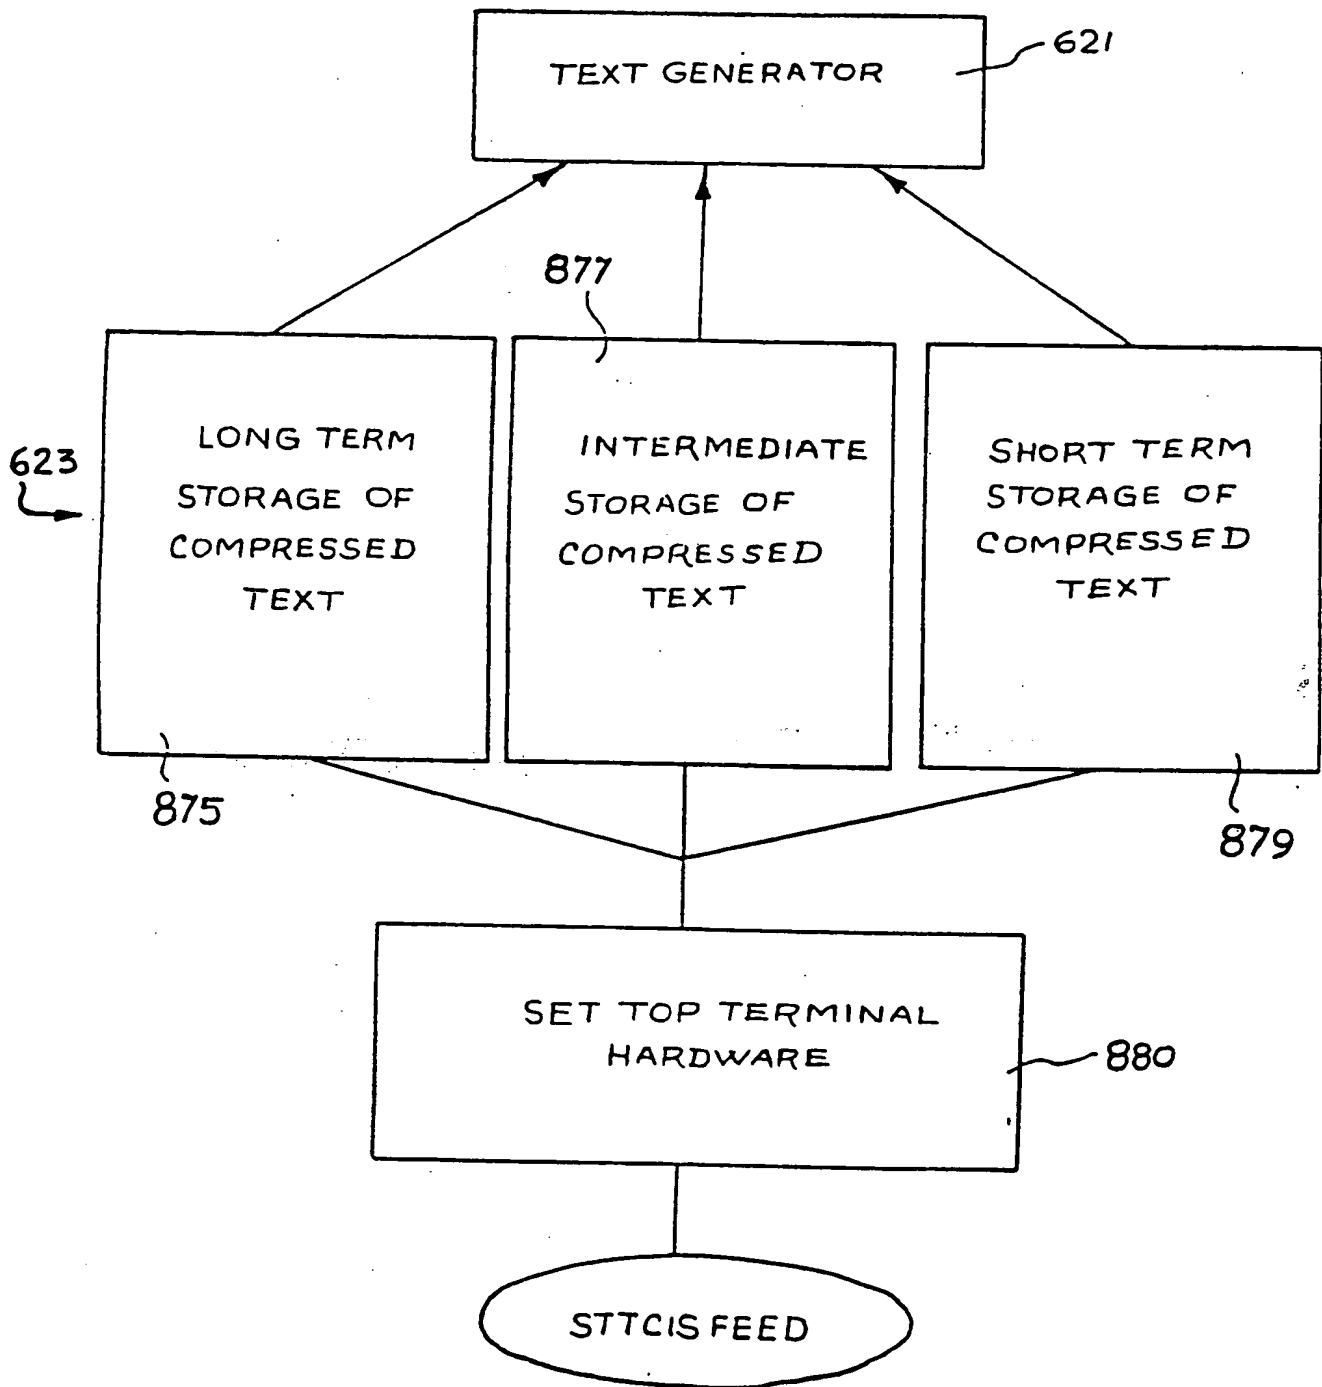 TEXT GENERATOR
621
877
623
LONG TERM
STORAGE OF
COMPRESSED
TEXT
INTERMEDIATE
STORAGE OF
COMPRESSED
TEXT
SHORT TERM
STORAGE OF
COMPRESSED
TEXT
875
879
SET TOP TERMINAL
HARDWARE
880
STTCIS FEED